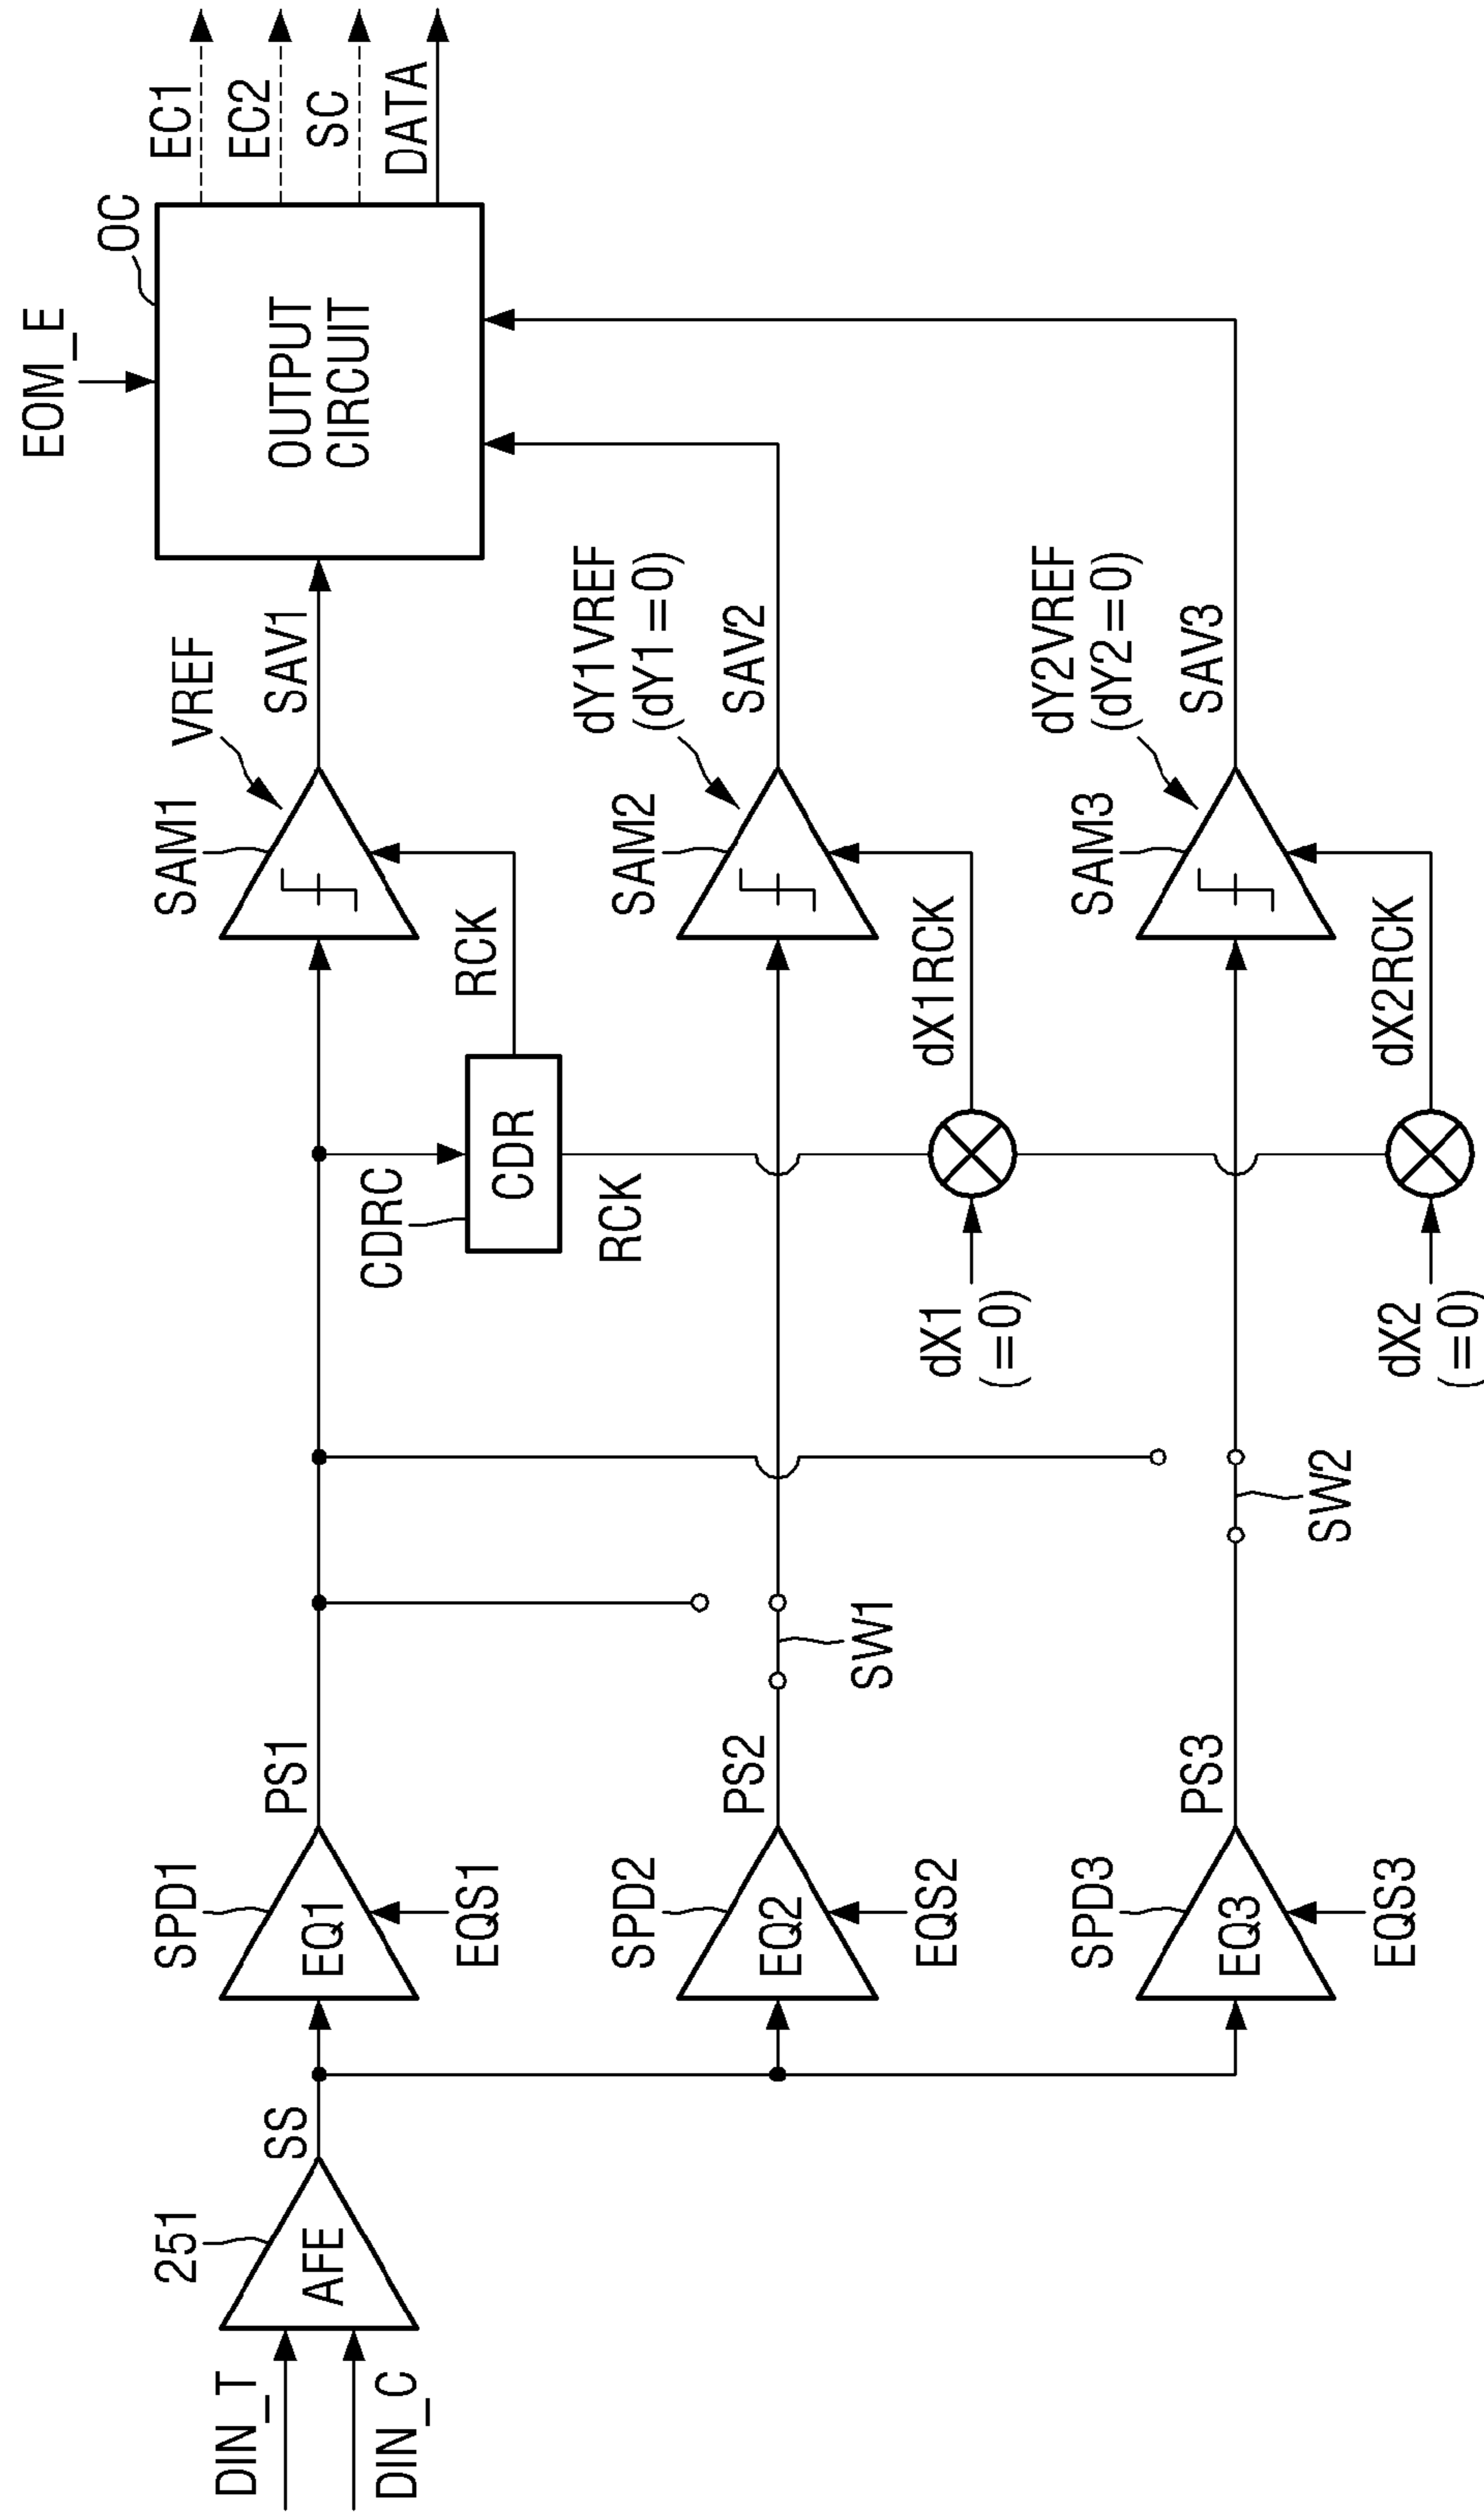 DIN_T
DIN_C
251
AFE
SS
SPD1
EQ1
EQS1
PS1
SPD2
EQ2
EQS2
PS2
SPD3
EQ3
EQS3
PS3
SW1
SW2
CDRC
CDR
RCK
RCK
dX1
(=0)
dX1RCK
dX2
(=0)
dX2RCK
SAM1
VREF
SAV1
SAM2
dY1VREF
(dY1=0)
SAV2
SAM3
dY2VREF
(dY2=0)
SAV3
EOM_E
OC
OUTPUT
CIRCUIT
EC1
EC2
SC
DATA